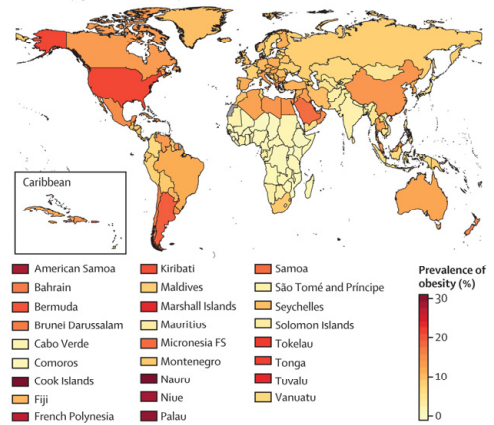 Caribbean
American Samoa
Bahrain
Bermuda
Brunei Darussalam
Cabo Verde
Comoros
Cook Islands
Fiji
French Polynesia
Kiribati
Maldives
Marshall Islands
Mauritius
Micronesia FS
Montenegro
Nauru
Niue
Palau
Samoa
São Tomé and Príncipe
Seychelles
Solomon Islands
Tokelau
Tonga
Tuvalu
Vanuatu
Prevalence of
obesity (%)
30
20
10
0